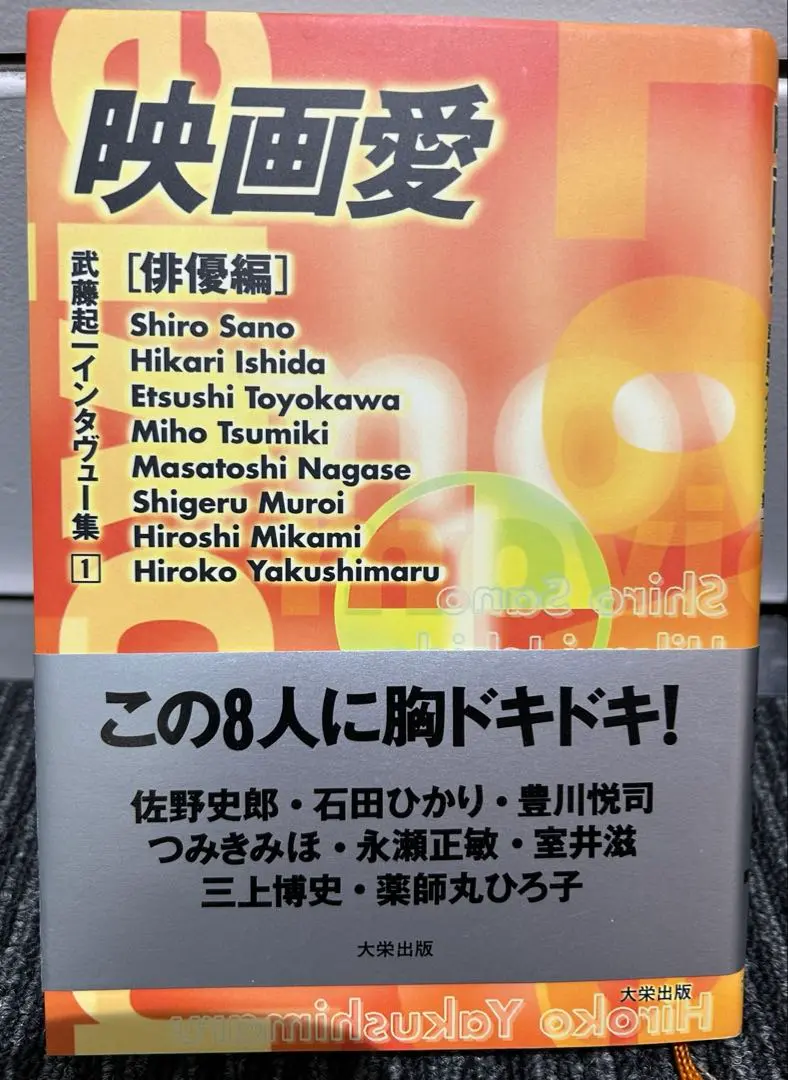 映画愛
[俳優編]
武藤起一インタヴュー集 1
Shiro Sano
Hikari Ishida
Etsushi Toyokawa
Miho Tsumiki
Masatoshi Nagase
Shigeru Muroi
Hiroshi Mikami
Hiroko Yakushimaru
Shiro Sano
この8人に胸ドキドキ!
佐野史郎・石田ひかり・豊川悦司
つみきみほ・永瀬正敏・室井滋
三上博史・薬師丸ひろ子
大栄出版
大栄出版
Hiroko Yakushimaru